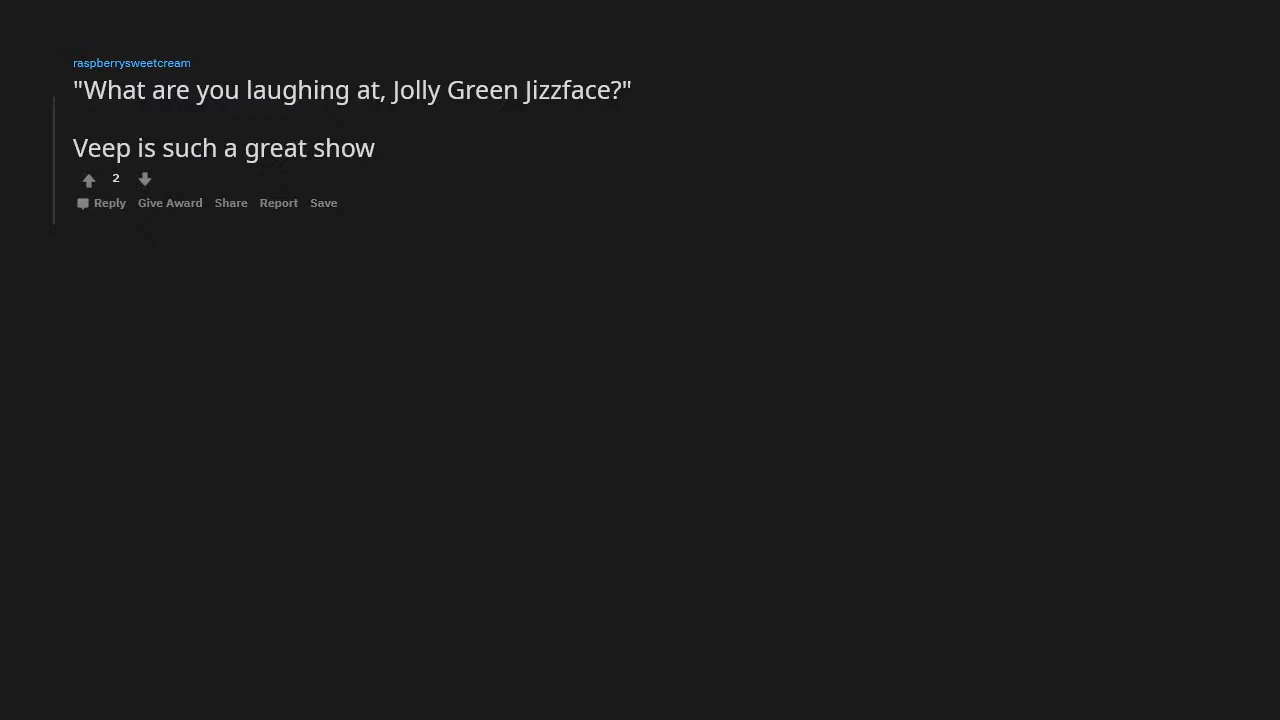 raspberrysweetcream
"What are you laughing at, Jolly Green Jizzface?"
Veep is such a great show
2
Reply Give Award Share Report Save